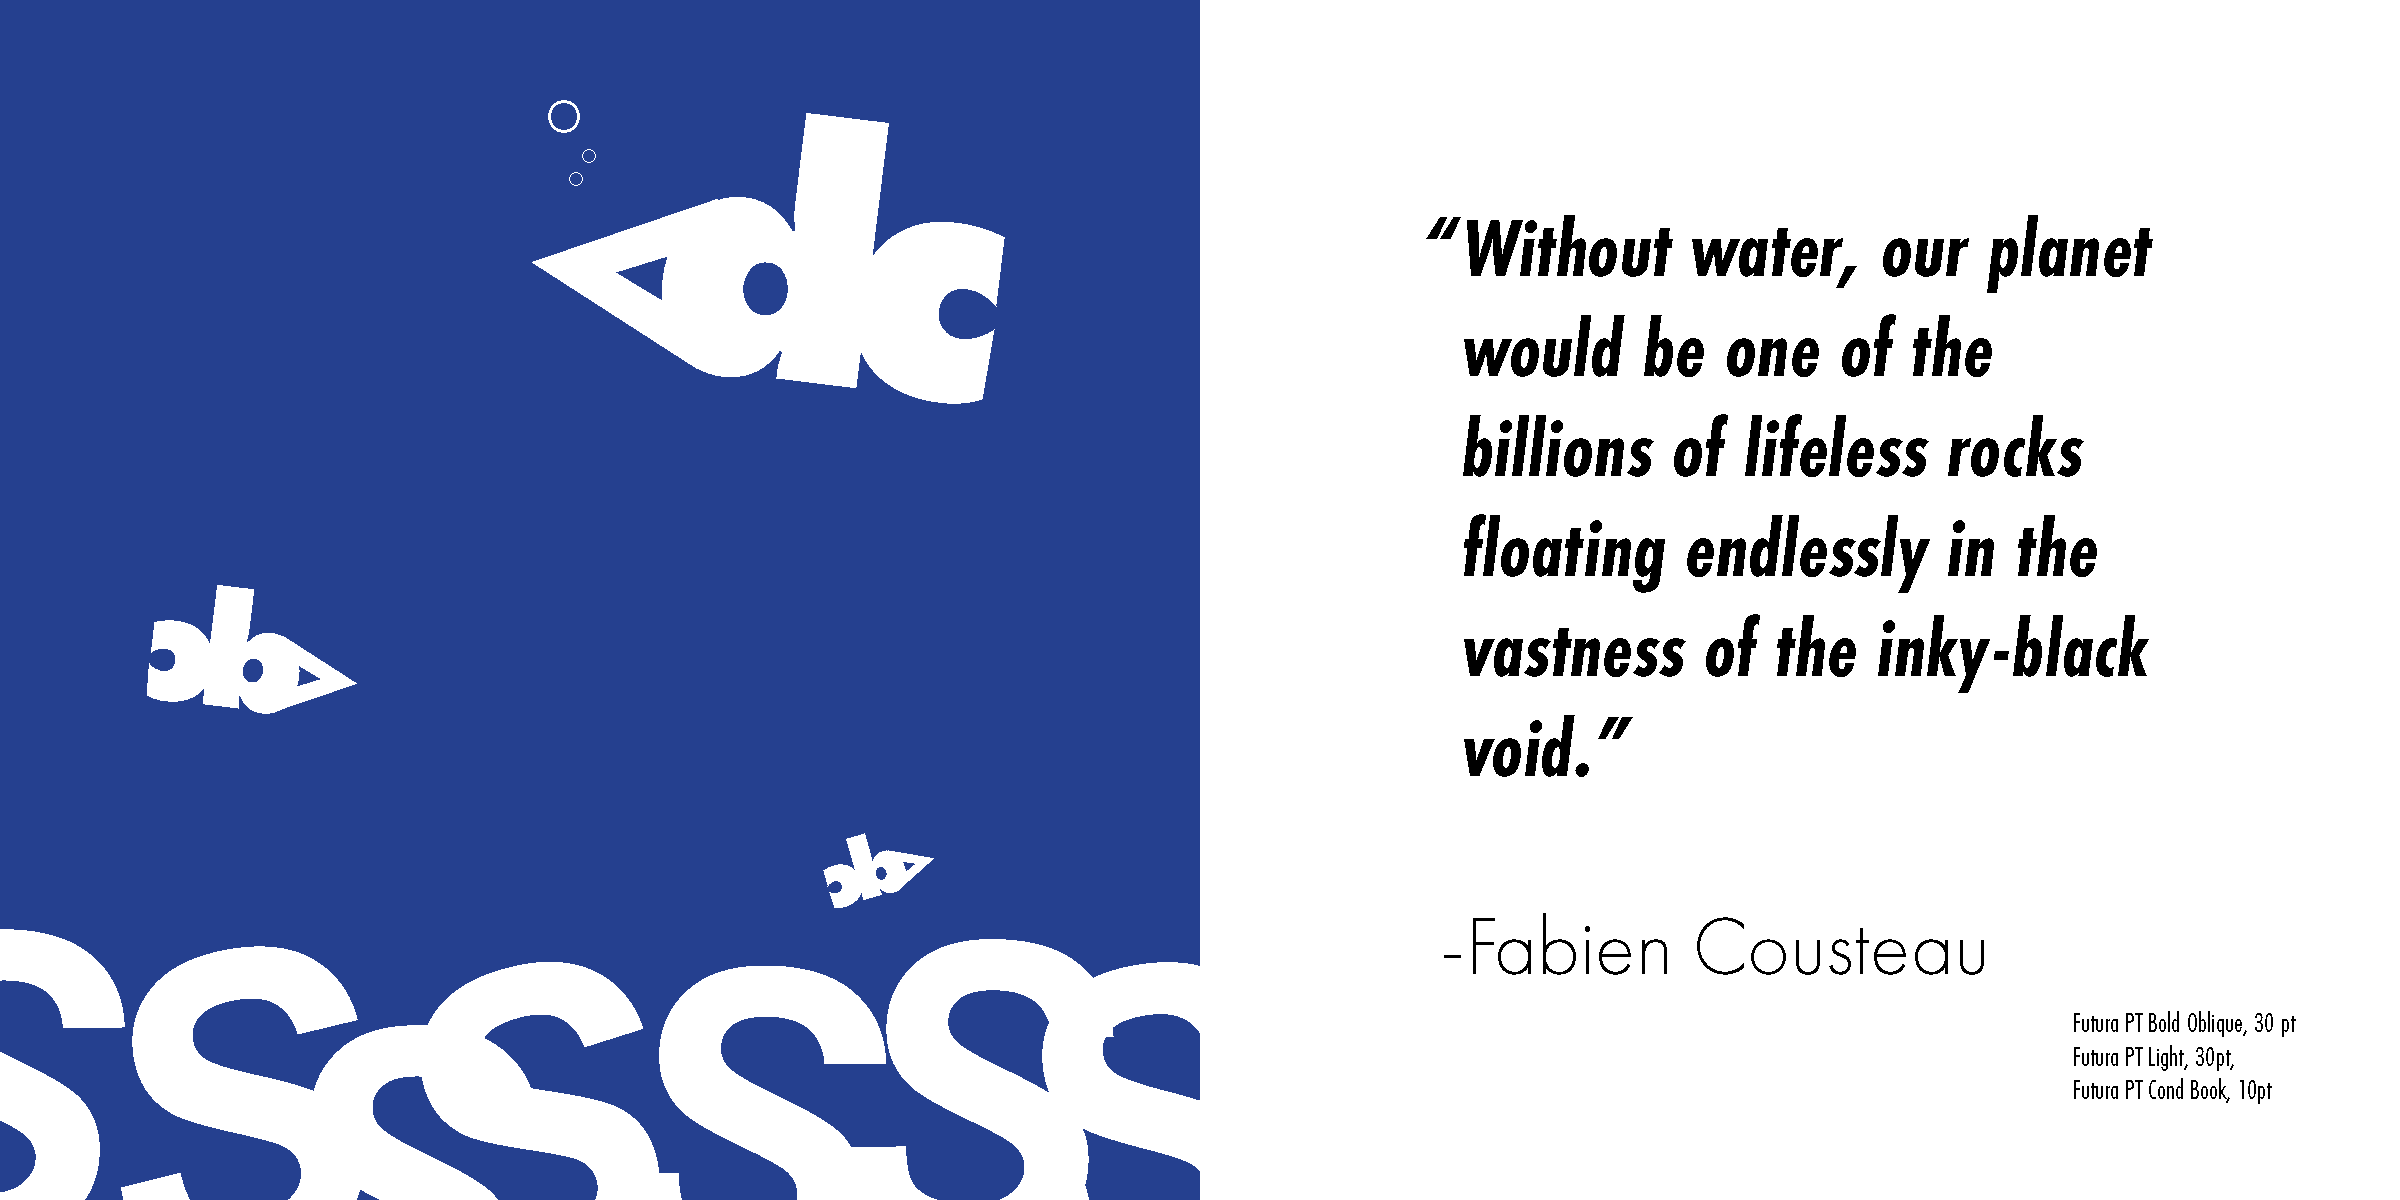 “Without water, our planet
would be one of the
billions of lifeless rocks
floating endlessly in the
vastness of the inky-black
void.”
-Fabien Cousteau
Futura PT Bold Oblique, 30 pt
Futura PT Light, 30pt,
Futura PT Cond Book, 10pt